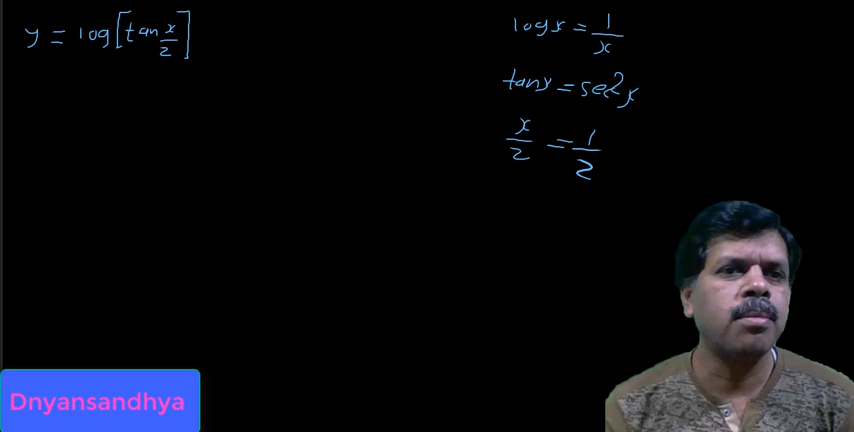 y = log[tan x/2]
log x = 1/x
tan x = sec2x
x/2 = 1/2
Dnyansandhya